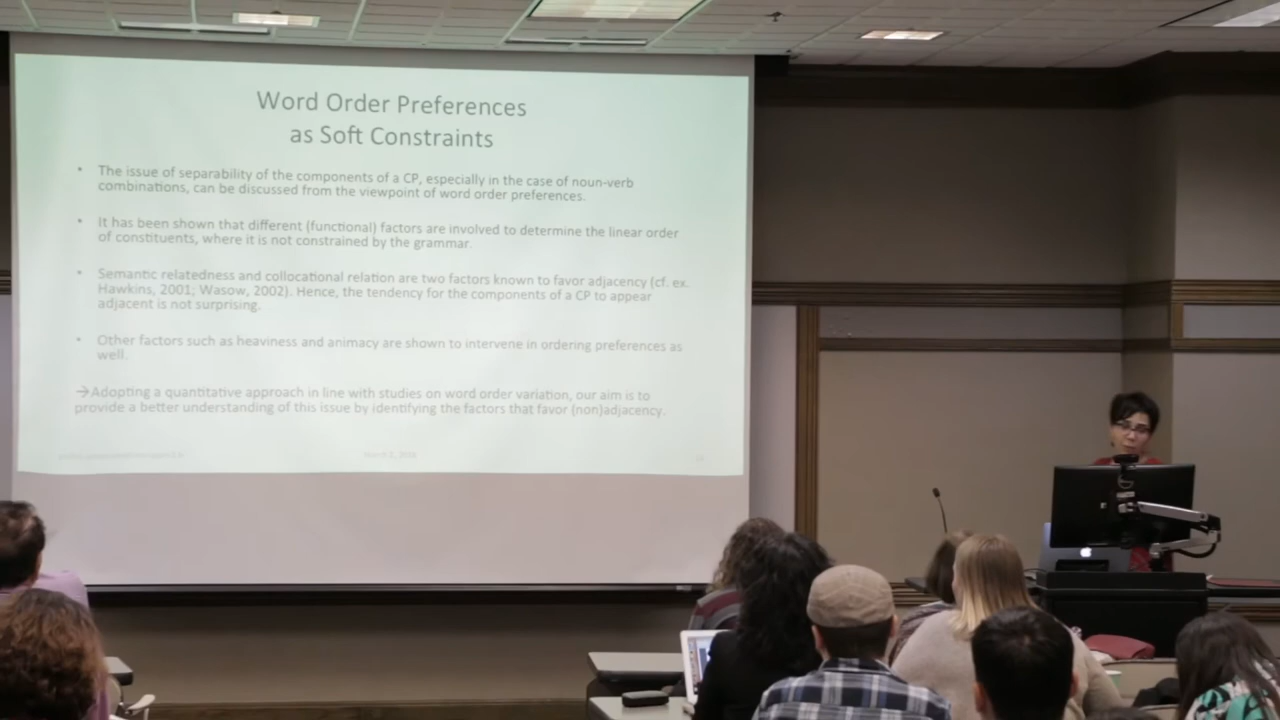 Word Order Preferences
as Soft Constraints
• The issue of separability of the components of a CP, especially in the case of noun-verb
combinations, can be discussed from the viewpoint of word order preferences.
• It has been shown that different (functional) factors are involved to determine the linear order
of constituents, where it is not constrained by the grammar.
• Semantic relatedness and collocational relation are two factors known to favor adjacency (cf. ex.
Hawkins, 2001; Wasow, 2002). Hence, the tendency for the components of a CP to appear
adjacent is not surprising.
• Other factors such as heaviness and animacy are shown to intervene in ordering preferences as
well.
→Adopting a quantitative approach in line with studies on word order variation, our aim is to
provide a better understanding of this issue by identifying the factors that favor (non)adjacency.